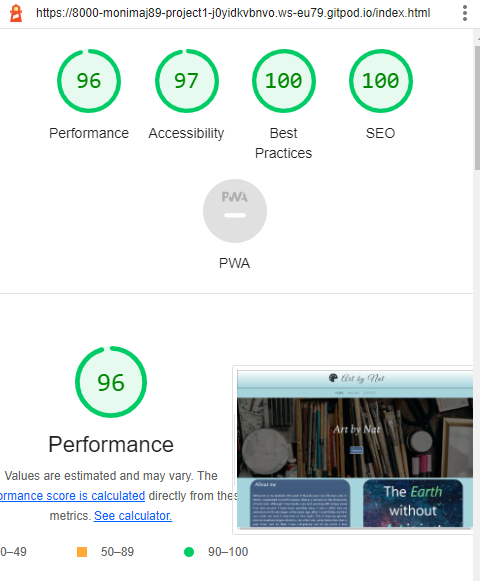 https://8000-monimaj89-project1-j0yidkvbnvo.ws-eu79.gitpod.io/index.html
96 97 100 100
Performance Accessibility Best Practices SEO
PWA
PWA
96
Performance
Values are estimated and may vary. The
ormance score is calculated directly from thes
metrics. See calculator.
0–49 50–89 90–100
Art by Nat
Art by Nat
About me
The Earth
without